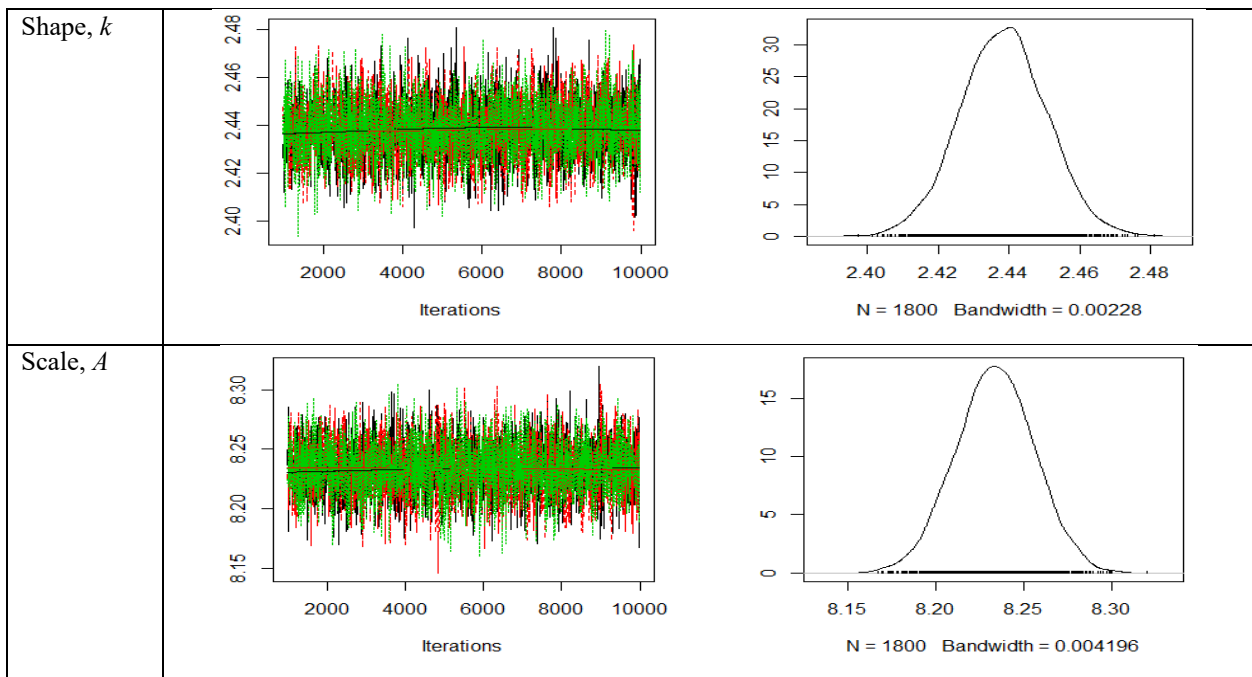 Shape, k
2.48
2.46
2.44
2.42
2.40
2000 4000 6000 8000 10000
Iterations
30
25
20
15
10
5
0
2.40 2.42 2.44 2.46 2.48
N = 1800 Bandwidth = 0.00228
Scale, A
8.30
8.25
8.20
8.15
2000 4000 6000 8000 10000
Iterations
15
10
5
0
8.15 8.20 8.25 8.30
N = 1800 Bandwidth = 0.004196